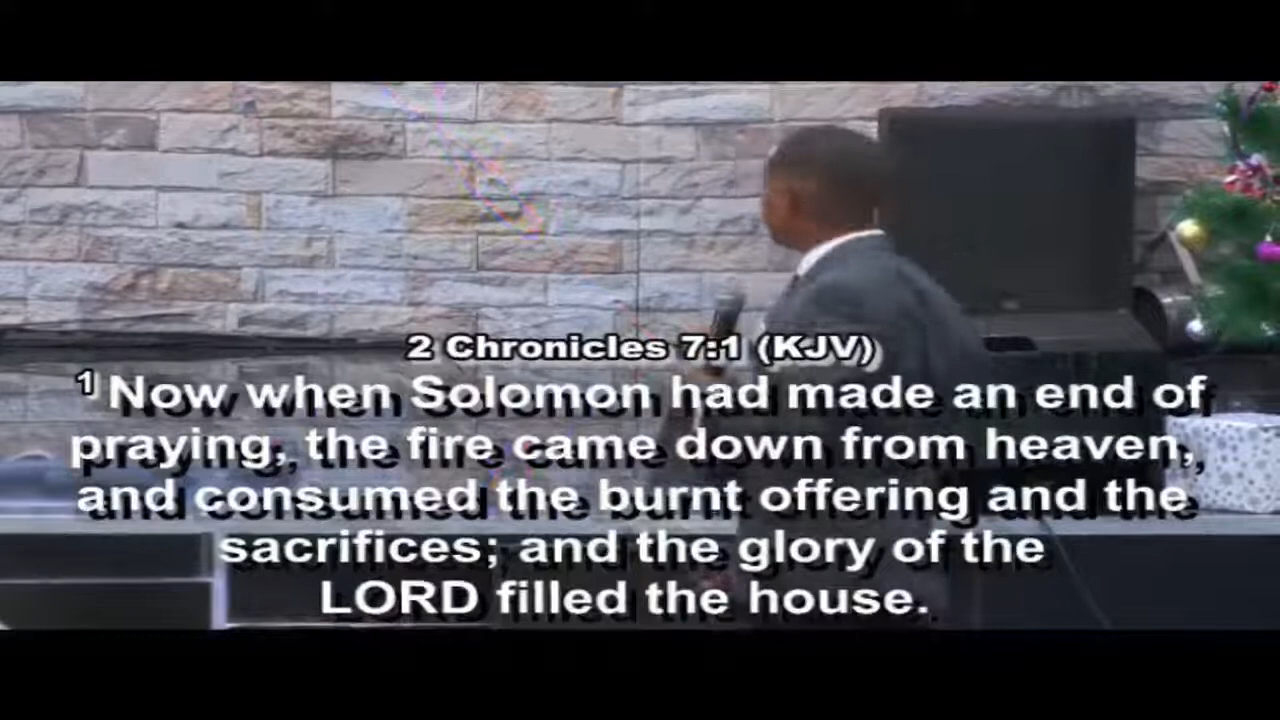 2 Chronicles 7:1 (KJV)
1 Now when Solomon had made an end of
praying, the fire came down from heaven,
and consumed the burnt offering and the
sacrifices; and the glory of the
LORD filled the house.